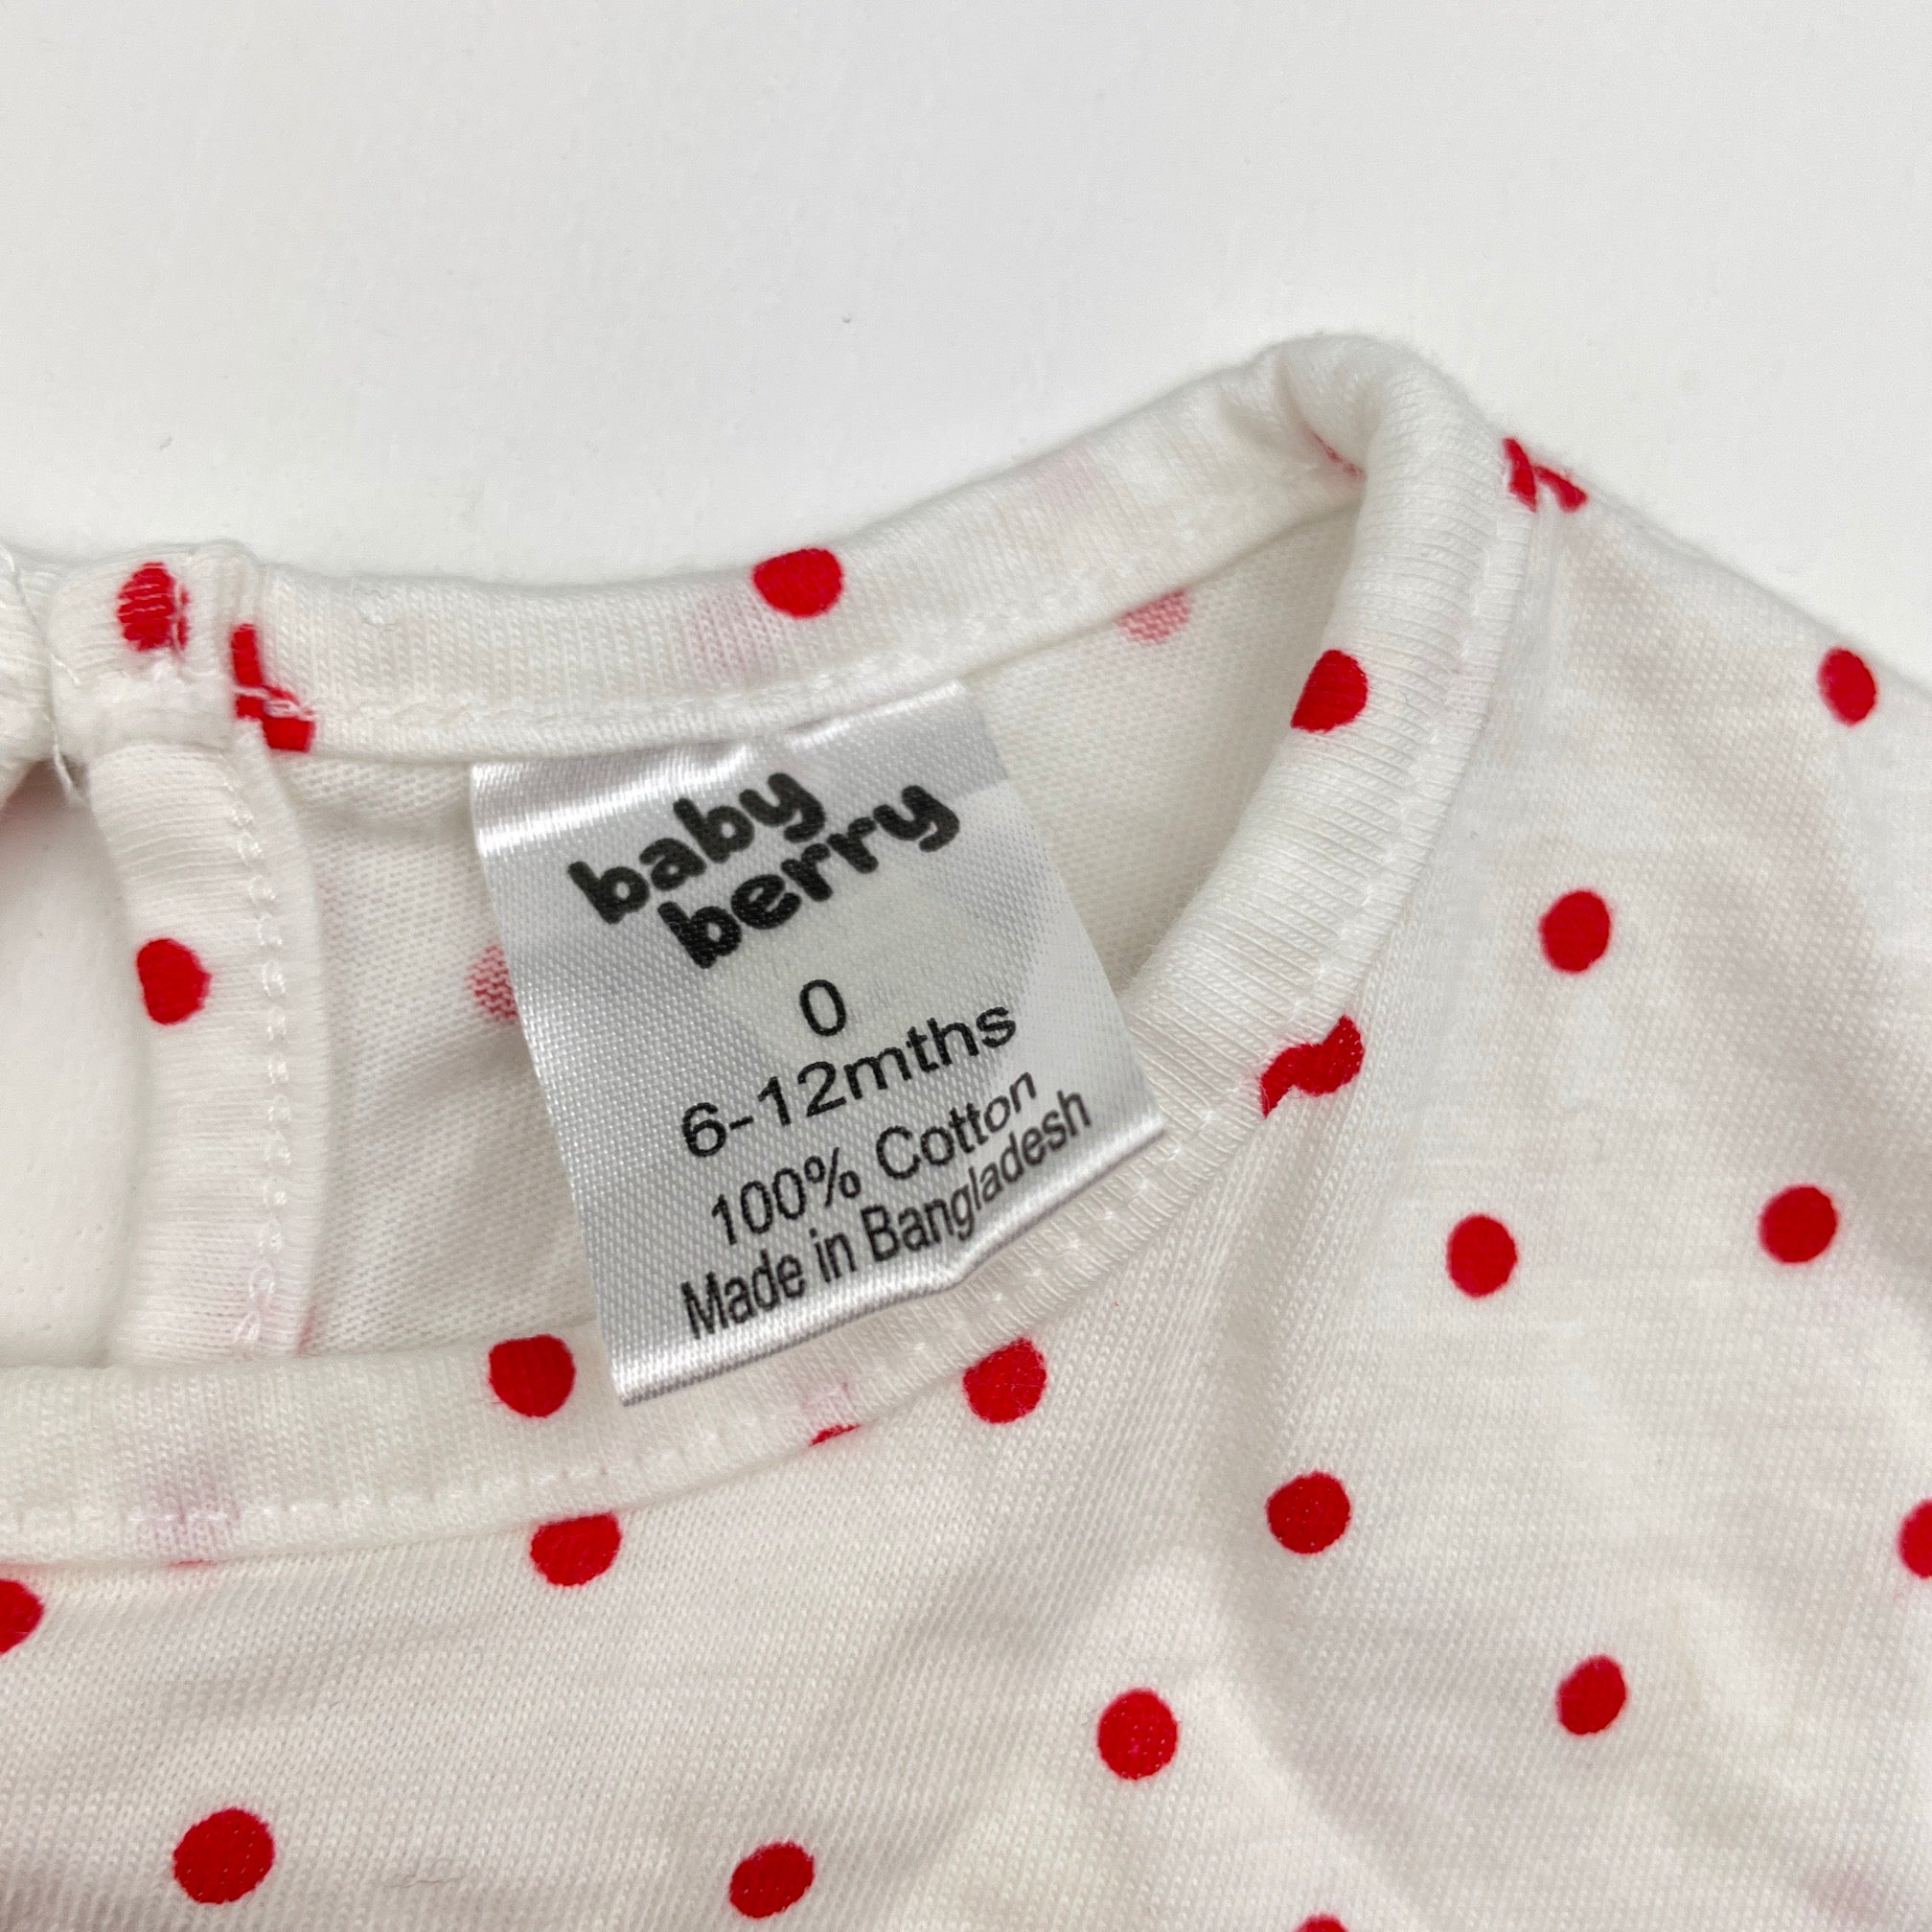 baby
berry
0
6-12mths
100% Cotton
Made in Bangladesh